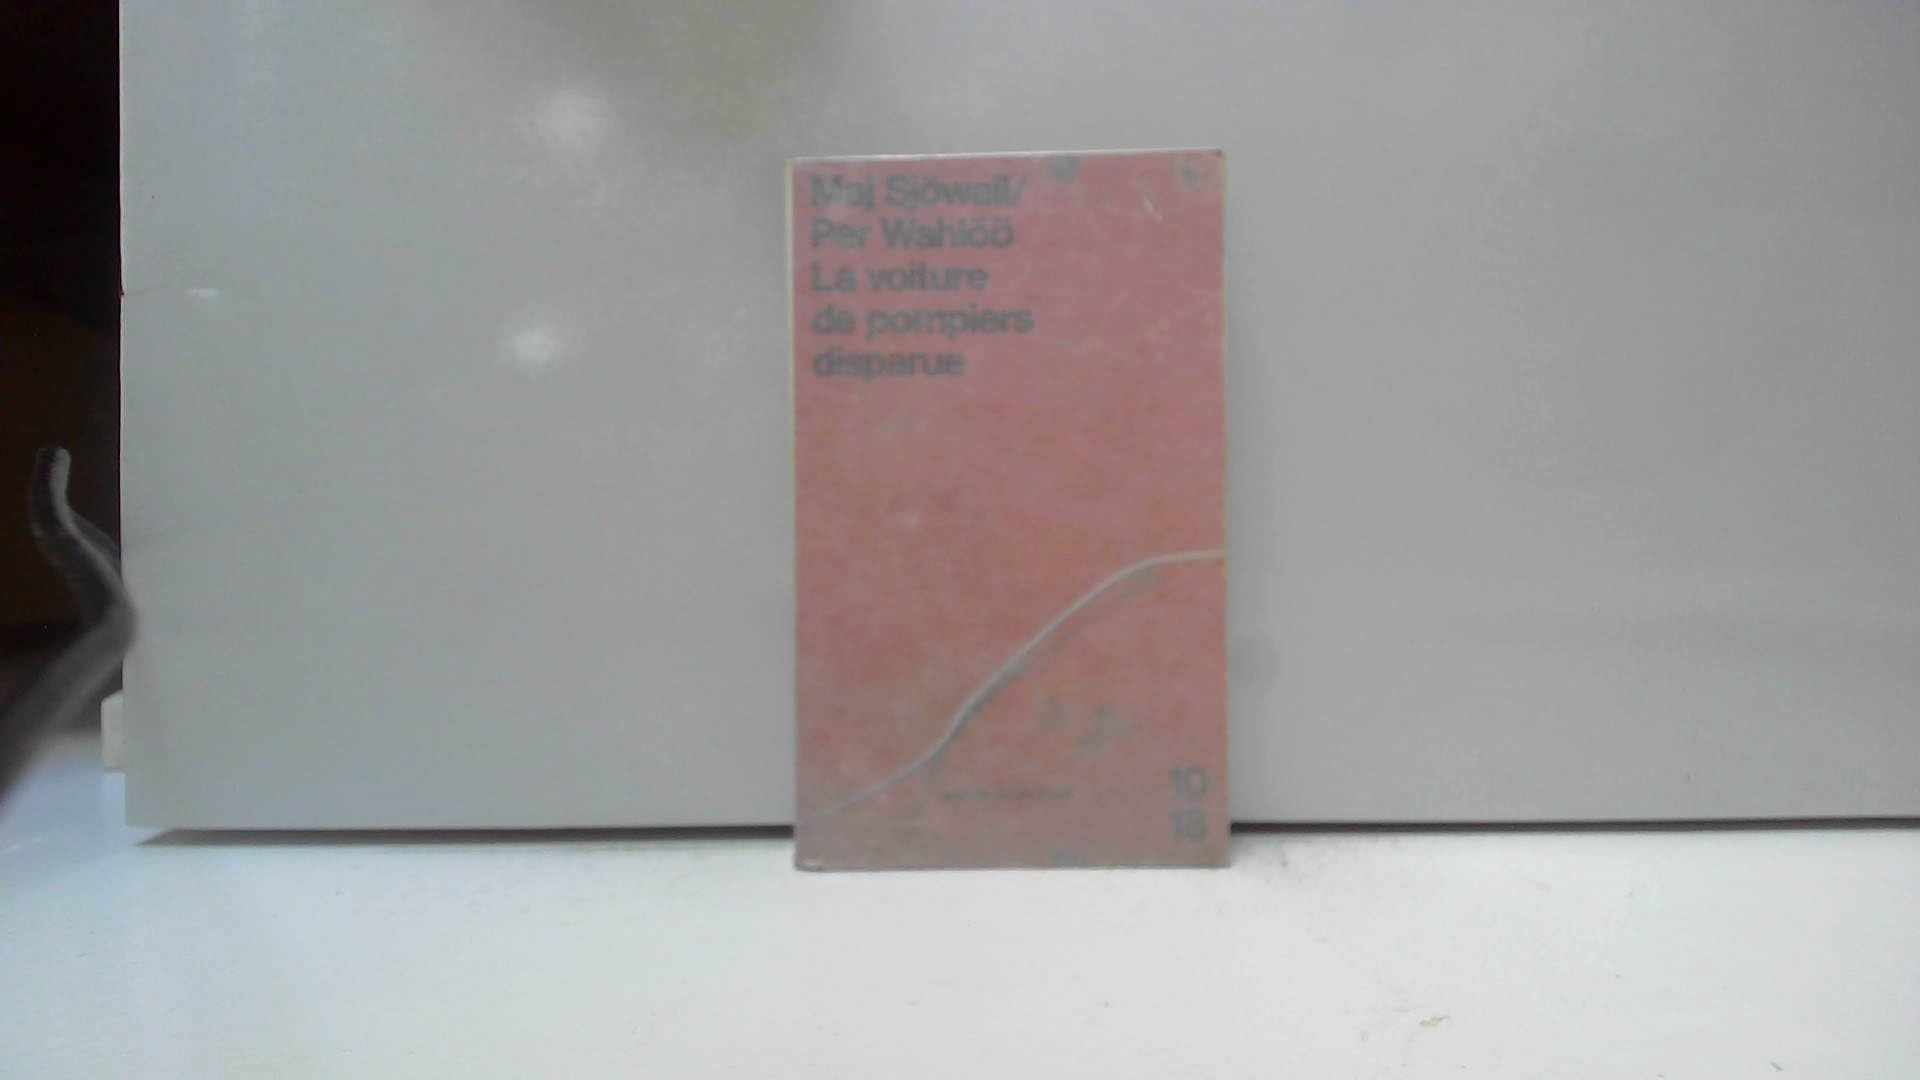 Maj Sjöwall/
Per Wahlöö
La voiture
de pompiers
disparue
10
18